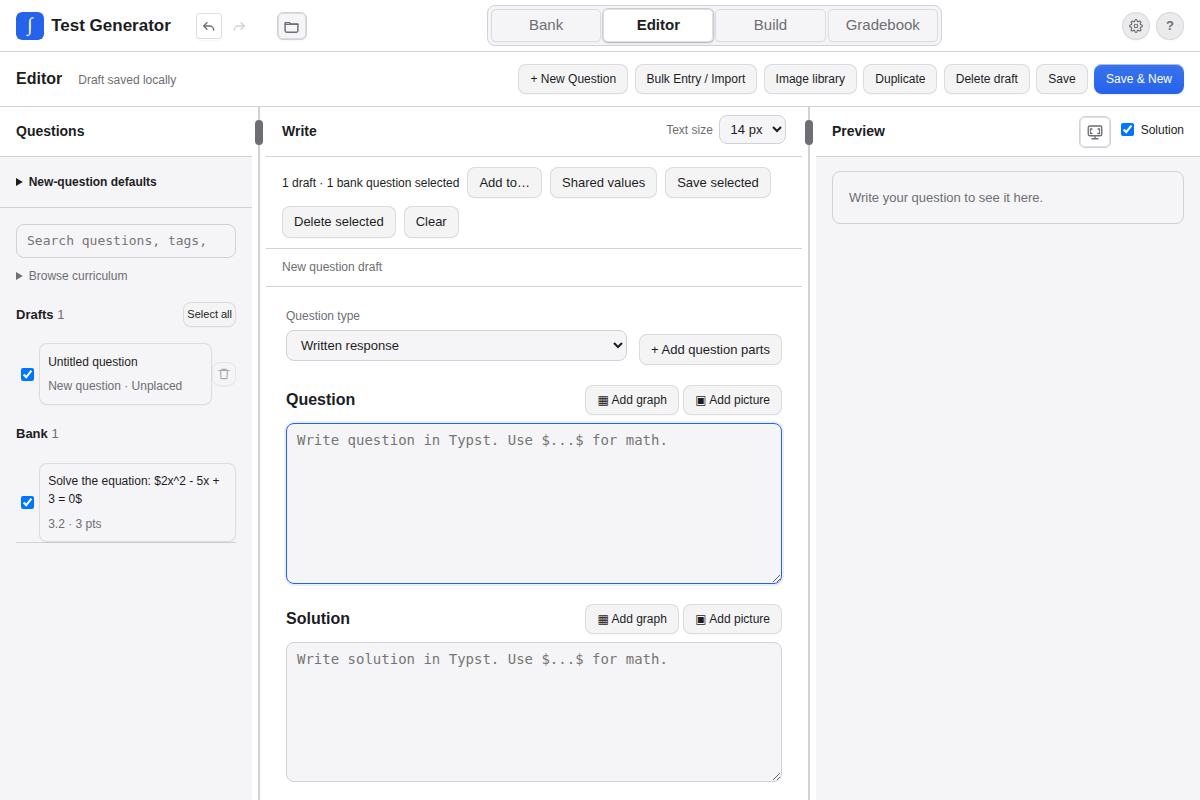 ∫ Test Generator
Bank Editor Build Gradebook
?
Editor Draft saved locally
+ New Question Bulk Entry / Import Image library Duplicate Delete draft Save Save & New
Questions
New-question defaults
Search questions, tags,
Browse curriculum
Drafts 1 Select all
Untitled question
New question · Unplaced
Bank 1
Solve the equation: $2x^2 - 5x +
3 = 0$
3.2 · 3 pts
Write Text size 14 px
1 draft · 1 bank question selected Add to… Shared values Save selected
Delete selected Clear
New question draft
Question type
Written response + Add question parts
Question Add graph Add picture
Write question in Typst. Use $...$ for math.
Solution Add graph Add picture
Write solution in Typst. Use $...$ for math.
Preview Solution
Write your question to see it here.